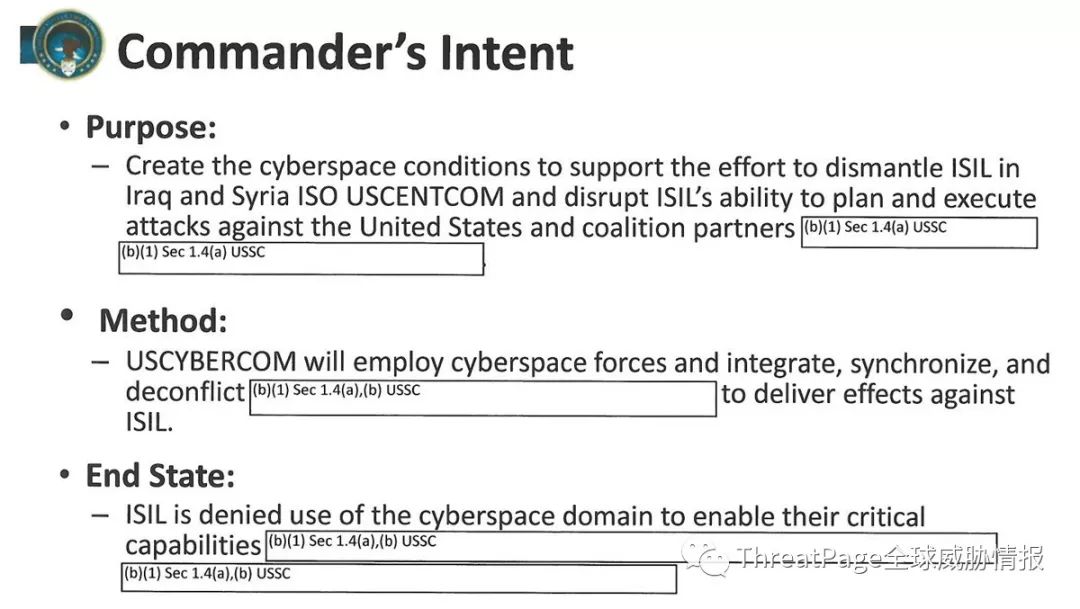 Commander’s Intent
• Purpose:
– Create the cyberspace conditions to support the effort to dismantle ISIL in
Iraq and Syria ISO USCENTCOM and disrupt ISIL’s ability to plan and execute
attacks against the United States and coalition partners (b)(1) Sec 1.4(a) USSC
(b)(1) Sec 1.4(a) USSC .
• Method:
– USCYBERCOM will employ cyberspace forces and integrate, synchronize, and
deconflict (b)(1) Sec 1.4(a),(b) USSC to deliver effects against
ISIL.
• End State:
– ISIL is denied use of the cyberspace domain to enable their critical
capabilities (b)(1) Sec 1.4(a),(b) USSC
(b)(1) Sec 1.4(a),(b) USSC
ThreatPage全球威胁情报